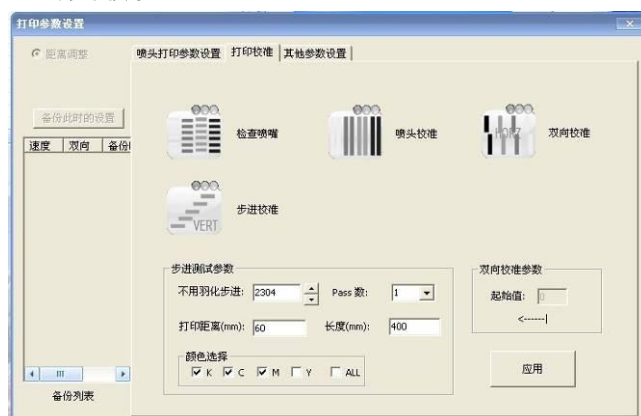 打印参数设置
距离调整
喷头打印参数设置 打印校准 其他参数设置
备份此时的设置
速度 双向 备份
检查喷嘴
喷头校准
HORZ
双向校准
VERT
步进校准
步进测试参数
不用羽化步进: 2304 Pass 数: 1
打印距离(mm): 60 长度(mm): 400
颜色选择
K C M Y ALL
双向校准参数
起始值: 0
<------|
应用
备份列表